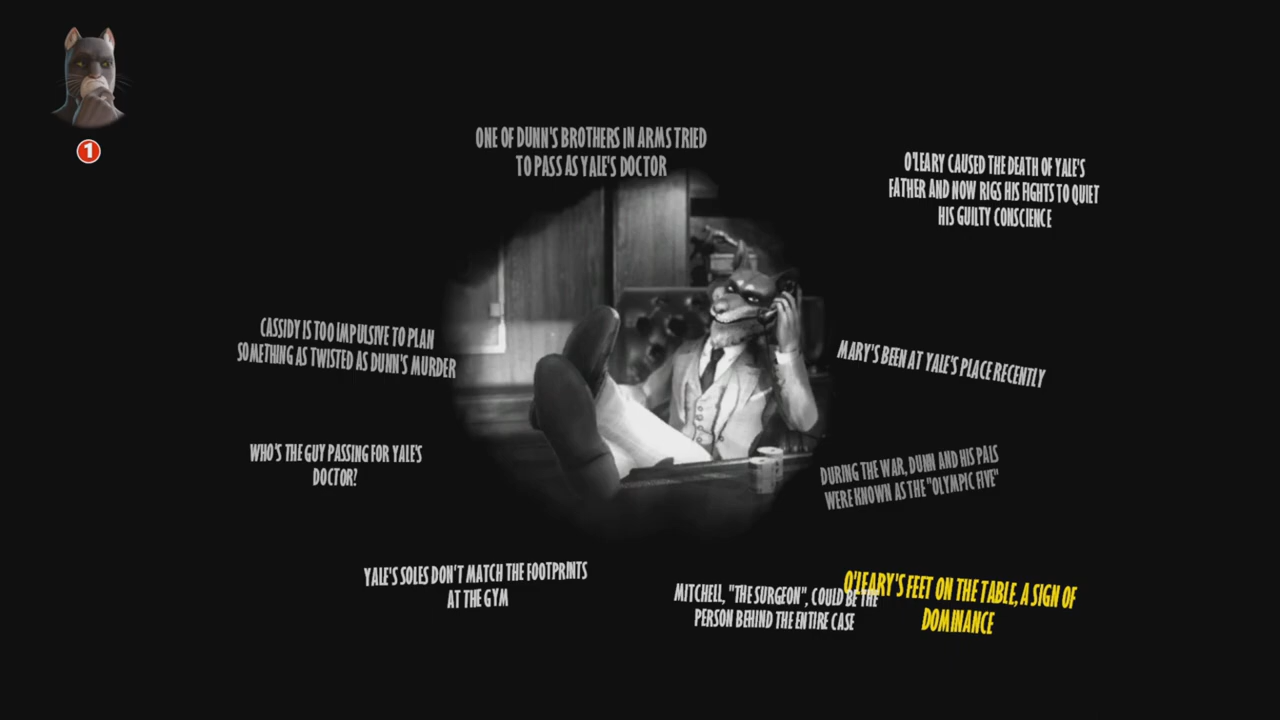 1
ONE OF DUNN'S BROTHERS IN ARMS TRIED
TO PASS AS YALE'S DOCTOR
O'LEARY CAUSED THE DEATH OF YALE'S
FATHER AND NOW RIGS HIS FIGHTS TO QUIET
HIS GUILTY CONSCIENCE
CASSIDY IS TOO IMPULSIVE TO PLAN
SOMETHING AS TWISTED AS DUNN'S MURDER
MARY'S BEEN AT YALE'S PLACE RECENTLY
WHO'S THE GUY PASSING FOR YALE'S
DOCTOR?
DURING THE WAR, DUNN AND HIS PALS
WERE KNOWN AS THE "OLYMPIC FIVE"
YALE'S SOLES DON'T MATCH THE FOOTPRINTS
AT THE GYM
MITCHELL, "THE SURGEON", COULD BE THE
PERSON BEHIND THE ENTIRE CASE
O'LEARY'S FEET ON THE TABLE, A SIGN OF
DOMINANCE